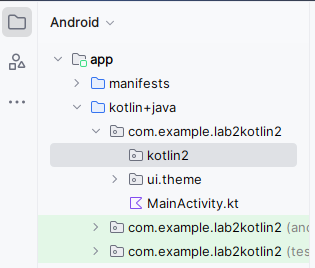 Android
app
manifests
kotlin+java
com.example.lab2kotlin2
kotlin2
ui.theme
MainActivity.kt
com.example.lab2kotlin2 (and
com.example.lab2kotlin2 (tes